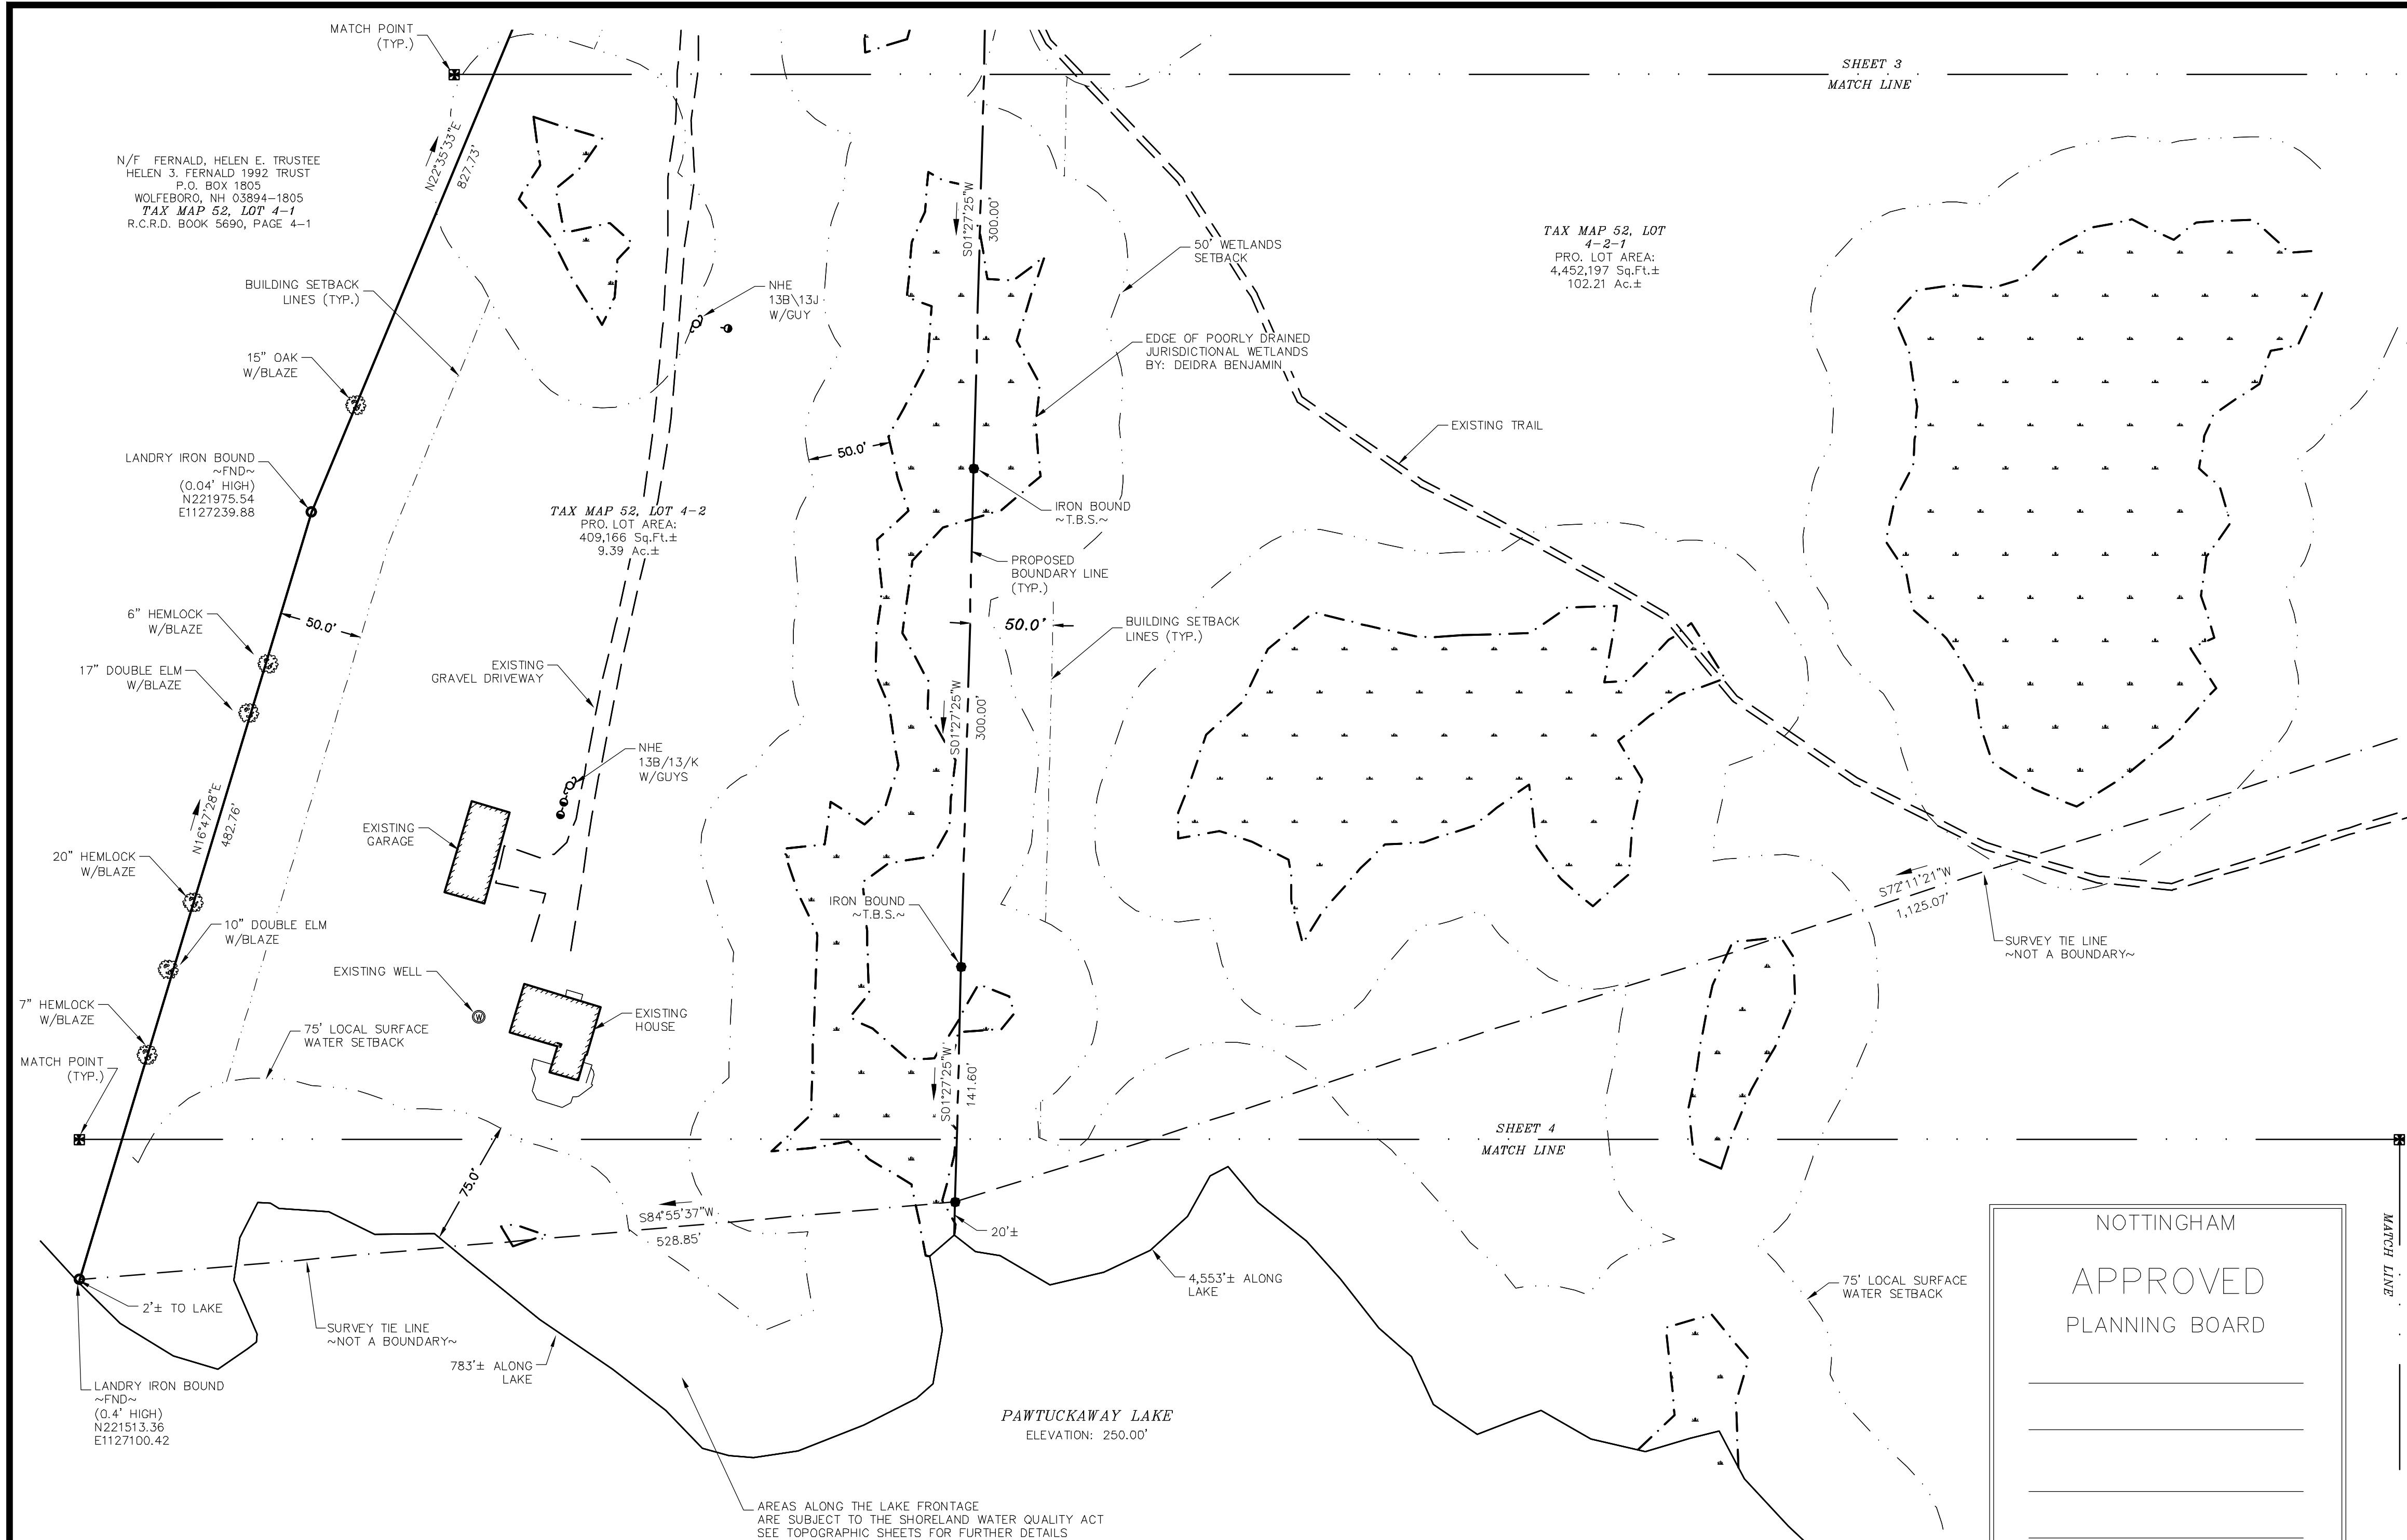 MATCH POINT
(TYP.)
SHEET 3
MATCH LINE
N22°35'33"E
827.73'
N/F FERNALD, HELEN E. TRUSTEE
HELEN 3. FERNALD 1992 TRUST
P.O. BOX 1805
WOLFEBORO, NH 03894-1805
TAX MAP 52, LOT 4-1
R.C.R.D. BOOK 5690, PAGE 4-1
S01°27'25"W
300.00'
50' WETLANDS
SETBACK
TAX MAP 52, LOT
4-2-1
PRO. LOT AREA:
4,452,197 Sq.Ft.±
102.21 Ac.±
BUILDING SETBACK
LINES (TYP.)
NHE
13B\13J
W/GUY
EDGE OF POORLY DRAINED
JURISDICTIONAL WETLANDS
BY: DEIDRA BENJAMIN
15" OAK
W/BLAZE
EXISTING TRAIL
50.0'
LANDRY IRON BOUND
~FND~
(0.04' HIGH)
N221975.54
E1127239.88
TAX MAP 52, LOT 4-2
PRO. LOT AREA:
409,166 Sq.Ft.±
9.39 Ac.±
IRON BOUND
~T.B.S.~
PROPOSED
BOUNDARY LINE
(TYP.)
6" HEMLOCK
W/BLAZE
50.0'
50.0'
BUILDING SETBACK
LINES (TYP.)
17" DOUBLE ELM
W/BLAZE
EXISTING
GRAVEL DRIVEWAY
S01°27'25"W
300.00'
NHE
13B/13/K
W/GUYS
N16°47'28"E
482.76'
EXISTING
GARAGE
20" HEMLOCK
W/BLAZE
IRON BOUND
~T.B.S.~
S72°11'21"W
1,125.07'
10" DOUBLE ELM
W/BLAZE
SURVEY TIE LINE
~NOT A BOUNDARY~
EXISTING WELL
W
7" HEMLOCK
W/BLAZE
EXISTING
HOUSE
75' LOCAL SURFACE
WATER SETBACK
MATCH POINT
(TYP.)
S01°27'25"W
141.60'
SHEET 4
MATCH LINE
75.0'
S84°55'37"W
528.85'
20'±
NOTTINGHAM
APPROVED
PLANNING BOARD
MATCH LINE
4,553'± ALONG
LAKE
75' LOCAL SURFACE
WATER SETBACK
2'± TO LAKE
SURVEY TIE LINE
~NOT A BOUNDARY~
783'± ALONG
LAKE
LANDRY IRON BOUND
~FND~
(0.4' HIGH)
N221513.36
E1127100.42
PAWTUCKAWAY LAKE
ELEVATION: 250.00'
AREAS ALONG THE LAKE FRONTAGE
ARE SUBJECT TO THE SHORELAND WATER QUALITY ACT
SEE TOPOGRAPHIC SHEETS FOR FURTHER DETAILS